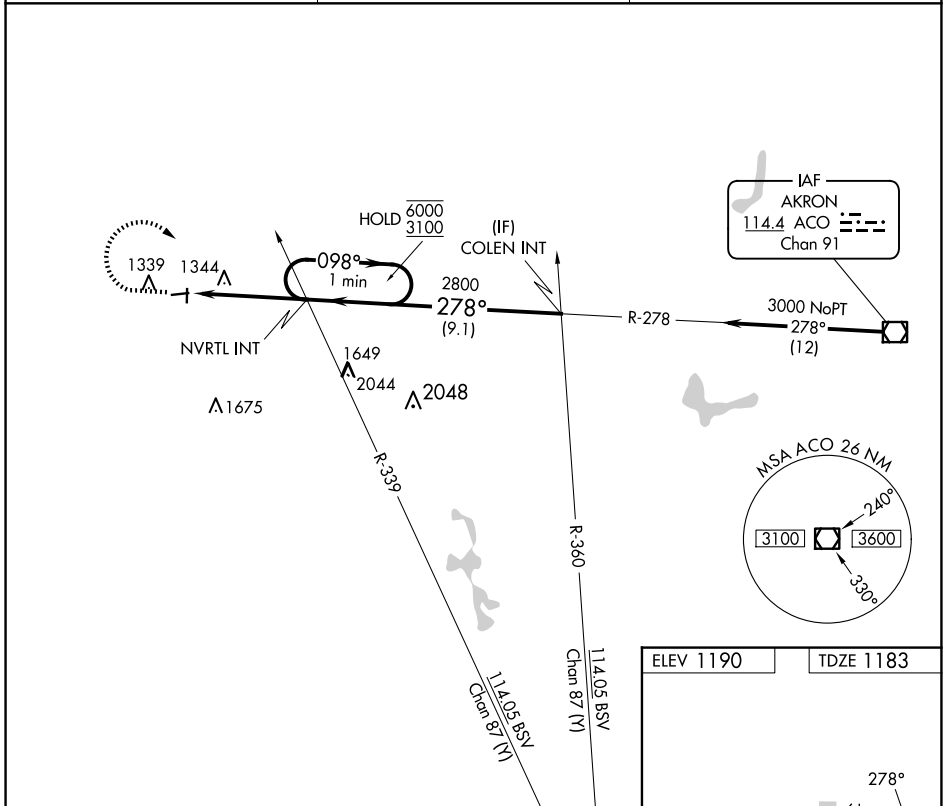 IAF
AKRON
114.4 ACO
Chan 91
HOLD 6000
3100
(IF)
COLEN INT
1339
1344
098°
1 min
2800
278°
(9.1)
R-278
3000 NoPT
278°
(12)
NVRTL INT
1649
2044
2048
1675
R-339
R-360
MSA ACO 26 NM
240°
3100
3600
330°
114.05 BSV
Chan 87 (Y)
114.05 BSV
Chan 87 (Y)
ELEV 1190
TDZE 1183
278°